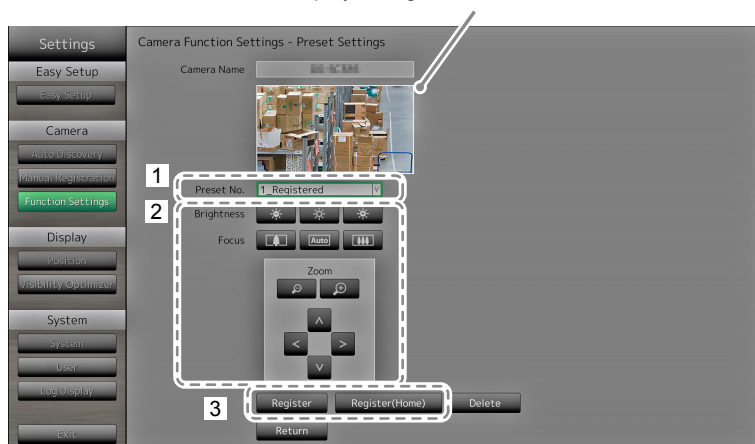 Settings
Camera Function Settings - Preset Settings
Easy Setup
Easy Setup
Camera
Auto Discovery
Manual Registration
Function Settings
Display
Position
Visibility Optimizer
System
System
User
Log Display
Exit
Camera Name
1
Preset No. 1_Registered
2
Brightness
Focus Auto
Zoom
3
Register Register(Home) Delete
Return